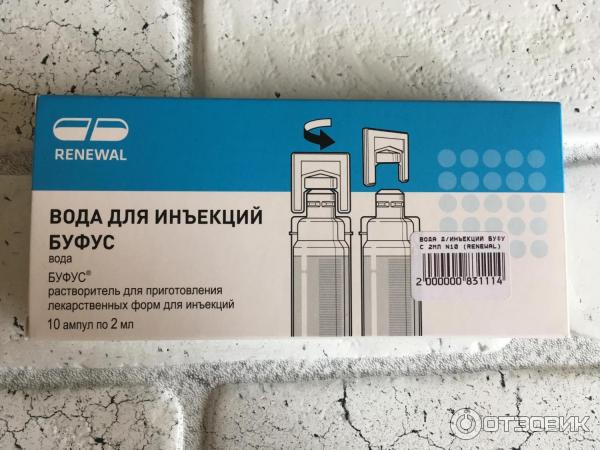 RENEWAL
ВОДА ДЛЯ ИНЪЕКЦИЙ
БУФУС
вода
БУФУС®
растворитель для приготовления
лекарственных форм для инъекций
10 ампул по 2 мл
ВОДА Д/ИНЪЕКЦИЙ БУФУ
С 2МЛ N10 (RENEWAL)
2 000000 831114
ОТЗОВИК